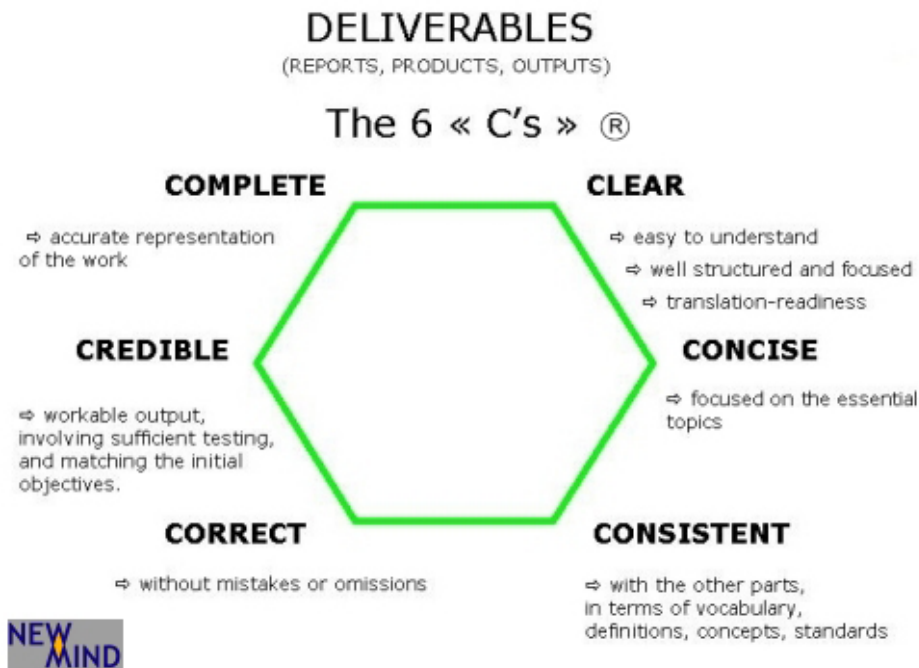 DELIVERABLES
(REPORTS, PRODUCTS, OUTPUTS)
The 6 « C's » ®
COMPLETE
⇨ accurate representation
of the work
CLEAR
⇨ easy to understand
⇨ well structured and focused
⇨ translation-readiness
CREDIBLE
⇨ workable output,
involving sufficient testing,
and matching the initial
objectives.
CONCISE
⇨ focused on the essential
topics
CORRECT
⇨ without mistakes or omissions
CONSISTENT
⇨ with the other parts,
in terms of vocabulary,
definitions, concepts, standards
NEW
MIND